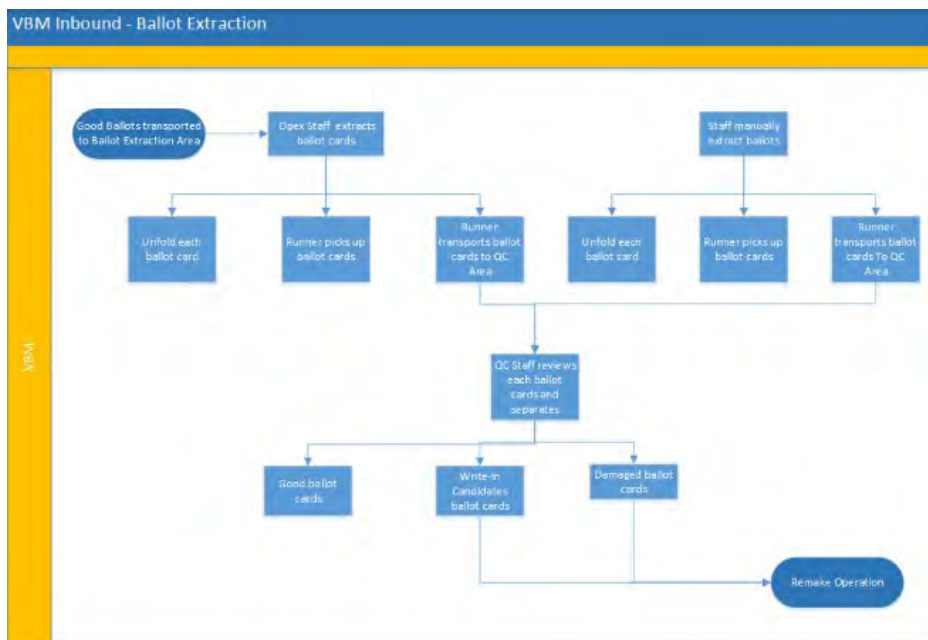 VBM Inbound - Ballot Extraction
VBM
Good Ballots transported
to Ballot Extraction Area
Opex Staff extracts
ballot cards
Staff manually
extract ballots
Unfold each
ballot card
Runner picks up
ballot cards
Runner
transports ballot
cards to QC
Area
Unfold each
ballot card
Runner picks up
ballot cards
Runner
transports ballot
cards To QC
Area
QC Staff reviews
each ballot
cards and
separates
Good ballot
cards
Write-In
Candidates
ballot cards
Damaged ballot
cards
Remake Operation